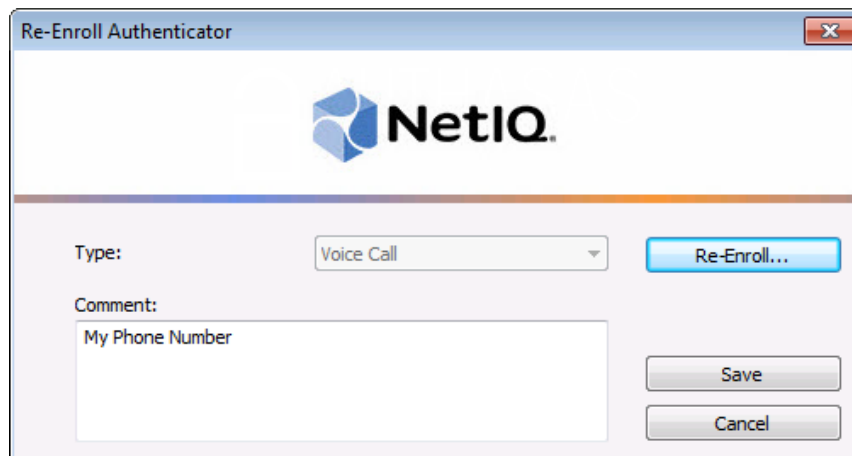 Re-Enroll Authenticator
NetIQ®
Type:
Voice Call
Re-Enroll...
Comment:
My Phone Number
Save
Cancel